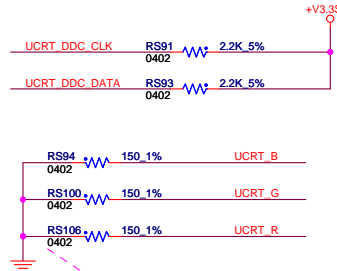 +V3.3S
UCRT_DDC_CLK RS91 2.2K_5%
0402
UCRT_DDC_DATA RS93 2.2K_5%
0402
RS94 150_1% UCRT_B
0402
RS100 150_1% UCRT_G
0402
RS106 150_1% UCRT_R
0402